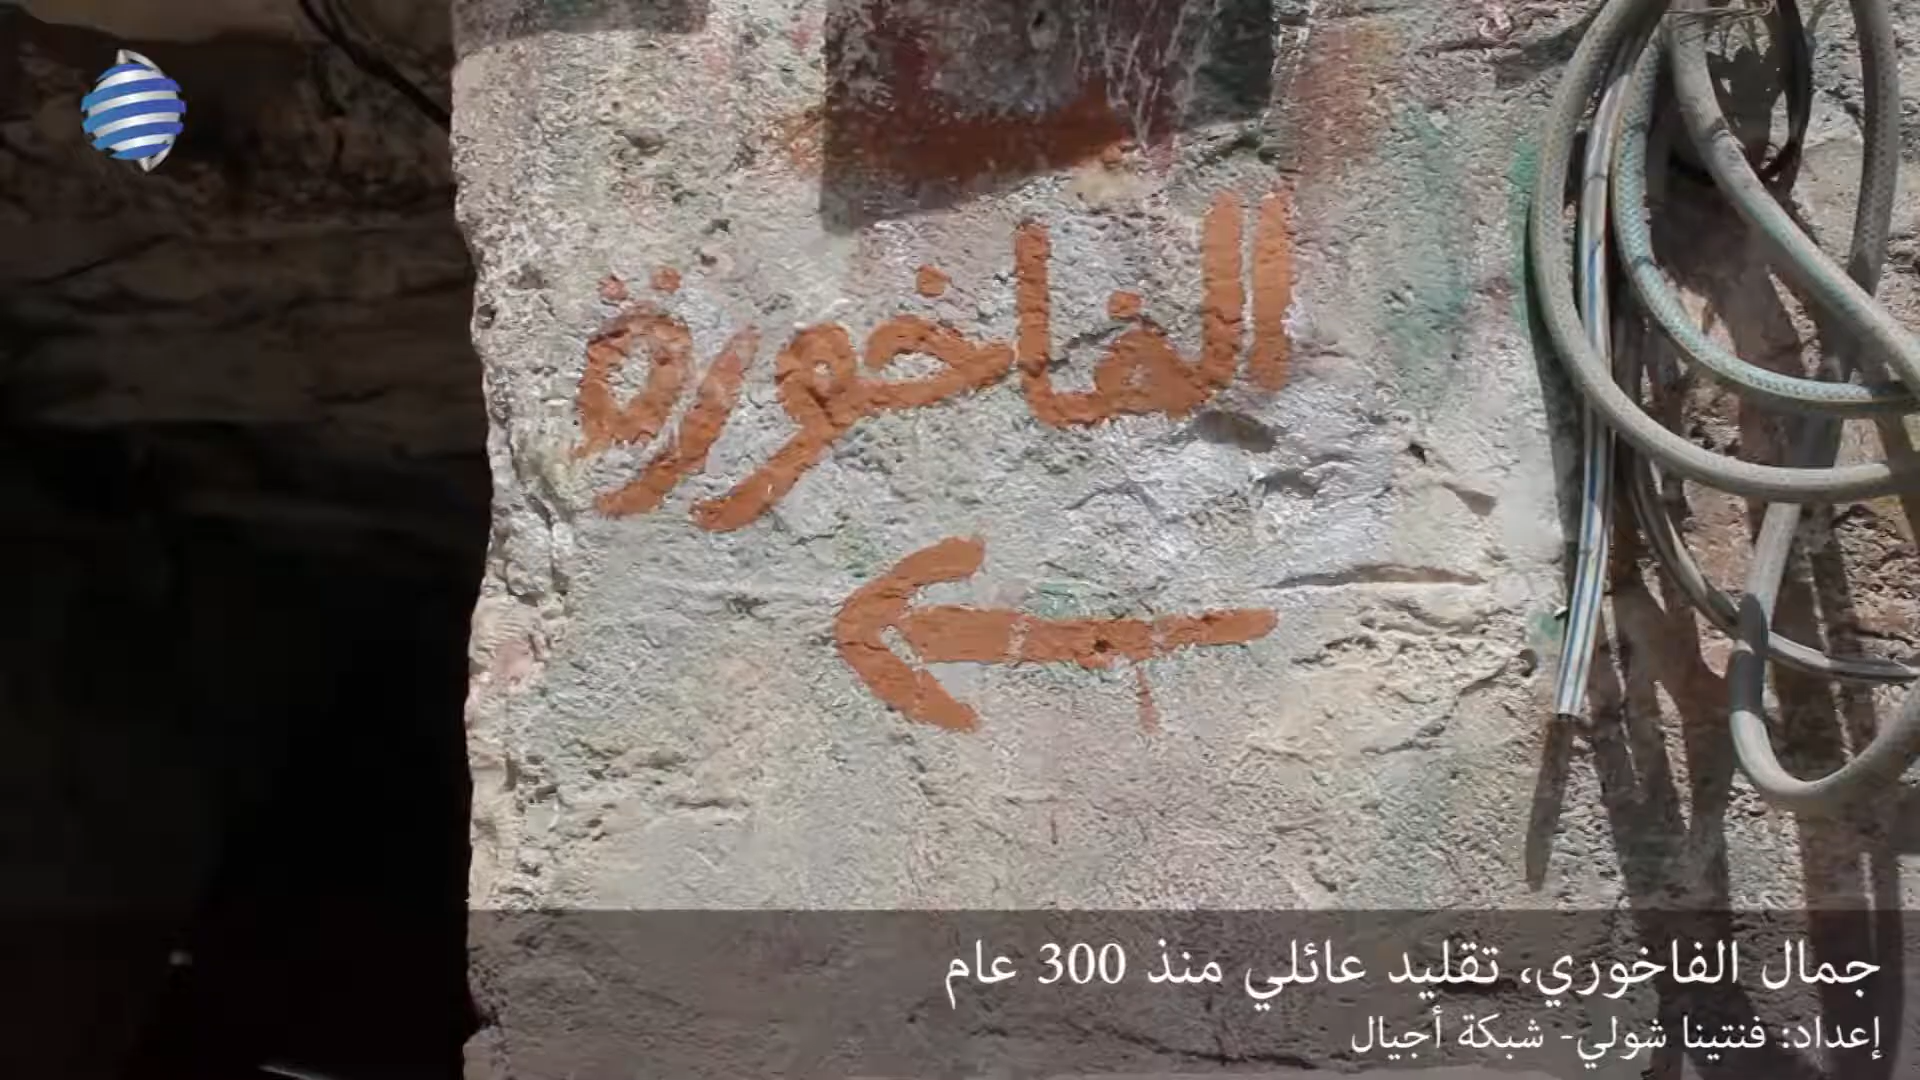 الفاخورة
جمال الفاخوري، تقليد عائلي منذ 300 عام
إعداد: فنتينا شولي- شبكة أجيال